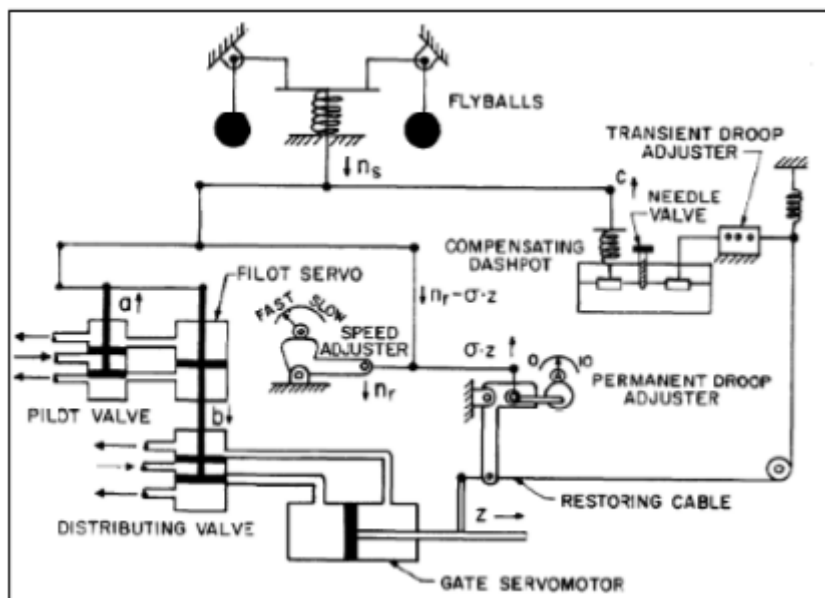 FLYBALLS
TRANSIENT DROOP
ADJUSTER
↓ nₛ
c↑
NEEDLE
VALVE
COMPENSATING
DASHPOT
PILOT SERVO
a↑
↓ nᵣ-σ·z
FAST SLOW
SPEED
ADJUSTER
σ·z ↑
↓ nᵣ
0 10
PERMANENT DROOP
ADJUSTER
PILOT VALVE
b↓
RESTORING CABLE
z →
DISTRIBUTING VALVE
GATE SERVOMOTOR